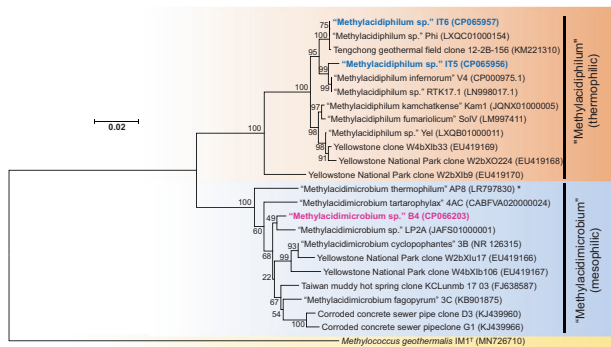 75
"Methylacidiphilum sp." IT6 (CP065957)
"Methylacidiphilum sp." Phi (LXQC01000154)
95
Tengchong geothermal field clone 12-2B-156 (KM221310)
"Methylacidiphilum sp." IT5 (CP065956)
99
"Methylacidiphilum infernorum" V4 (CP000975.1)
99
"Methylacidiphilum sp." RTK17.1 (LN998017.1)
100
97
"Methylacidiphilum kamchatkense" Kam1 (JQNX01000005)
"Methylacidiphilum fumariolicum" SolV (LM997411)
98
"Methylacidiphilum sp." Yel (LXQB01000011)
98
Yellowstone clone W4bXIb33 (EU419169)
91
Yellowstone National Park clone W2bXO224 (EU419168)
100
Yellowstone National Park clone W2bXIb9 (EU419170)
"Methylacidiphilum"
(thermophilic)
0.02
100
"Methylacidimicrobium thermophilum" AP8 (LR797830) *
"Methylacidimicrobium tartarophylax" 4AC (CABFVA020000024)
60
49
"Methylacidimicrobium sp." B4 (CP066203)
"Methylacidimicrobium sp." LP2A (JAFS01000001)
68
93
"Methylacidimicrobium cyclopophantes" 3B (NR 126315)
99
Yellowstone National Park clone W2bXIu17 (EU419166)
Yellowstone National Park clone W4bXIb106 (EU419167)
22
Taiwan muddy hot spring clone KCLunmb 17 03 (FJ638587)
67
"Methylacidimicrobium fagopyrum" 3C (KB901875)
54
Corroded concrete sewer pipe clone D3 (KJ439960)
100
Corroded concrete sewer pipeclone G1 (KJ439966)
"Methylacidimicrobium"
(mesophilic)
Methylococcus geothermalis IM1ᵀ (MN726710)